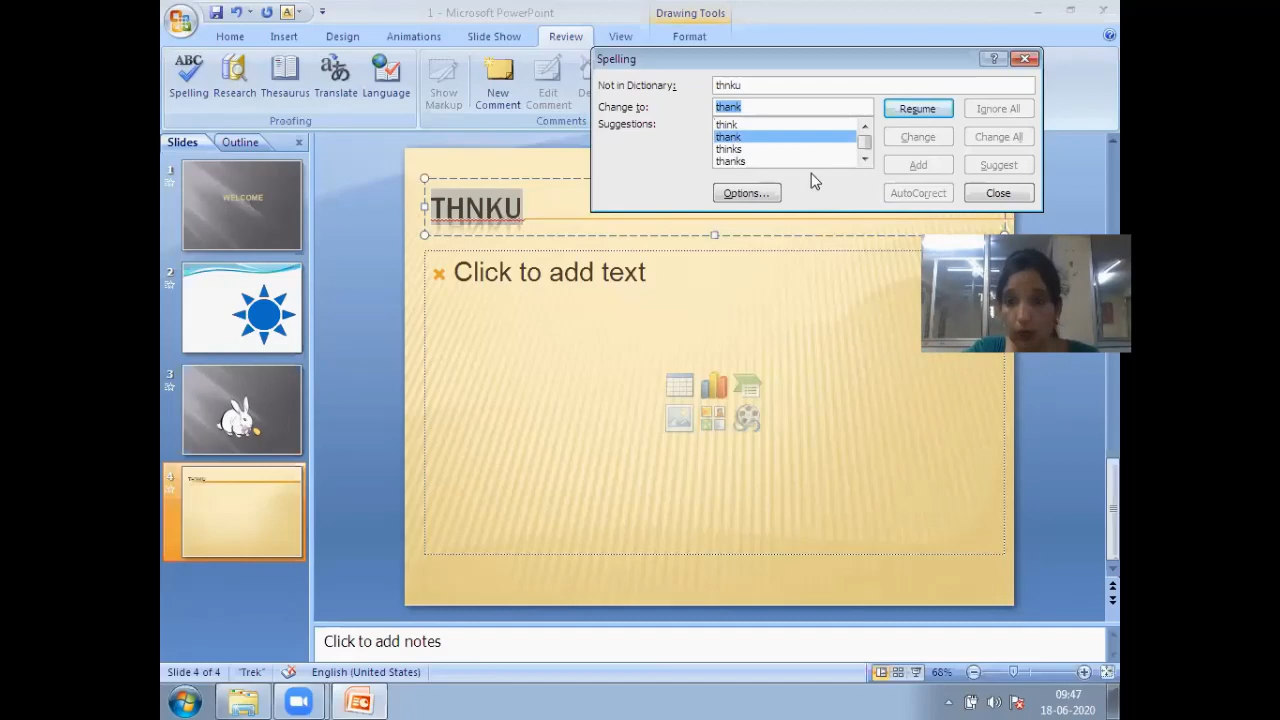 1 - Microsoft PowerPoint
Drawing Tools
Home Insert Design Animations Slide Show Review View Format
ABC
Spelling Research Thesaurus Translate Language
Show Markup
New Comment
Edit Comment
Proofing
Comments
Spelling
Not in Dictionary: thnku
Change to: thank
Suggestions: think
thank
thinks
thanks
Resume Ignore All
Change Change All
Add Suggest
Options... AutoCorrect Close
Slides Outline
1
WELCOME
2
3
4
THNKU
THNKU
Click to add text
Click to add notes
Slide 4 of 4 "Trek" English (United States) 68%
09:47
18-06-2020